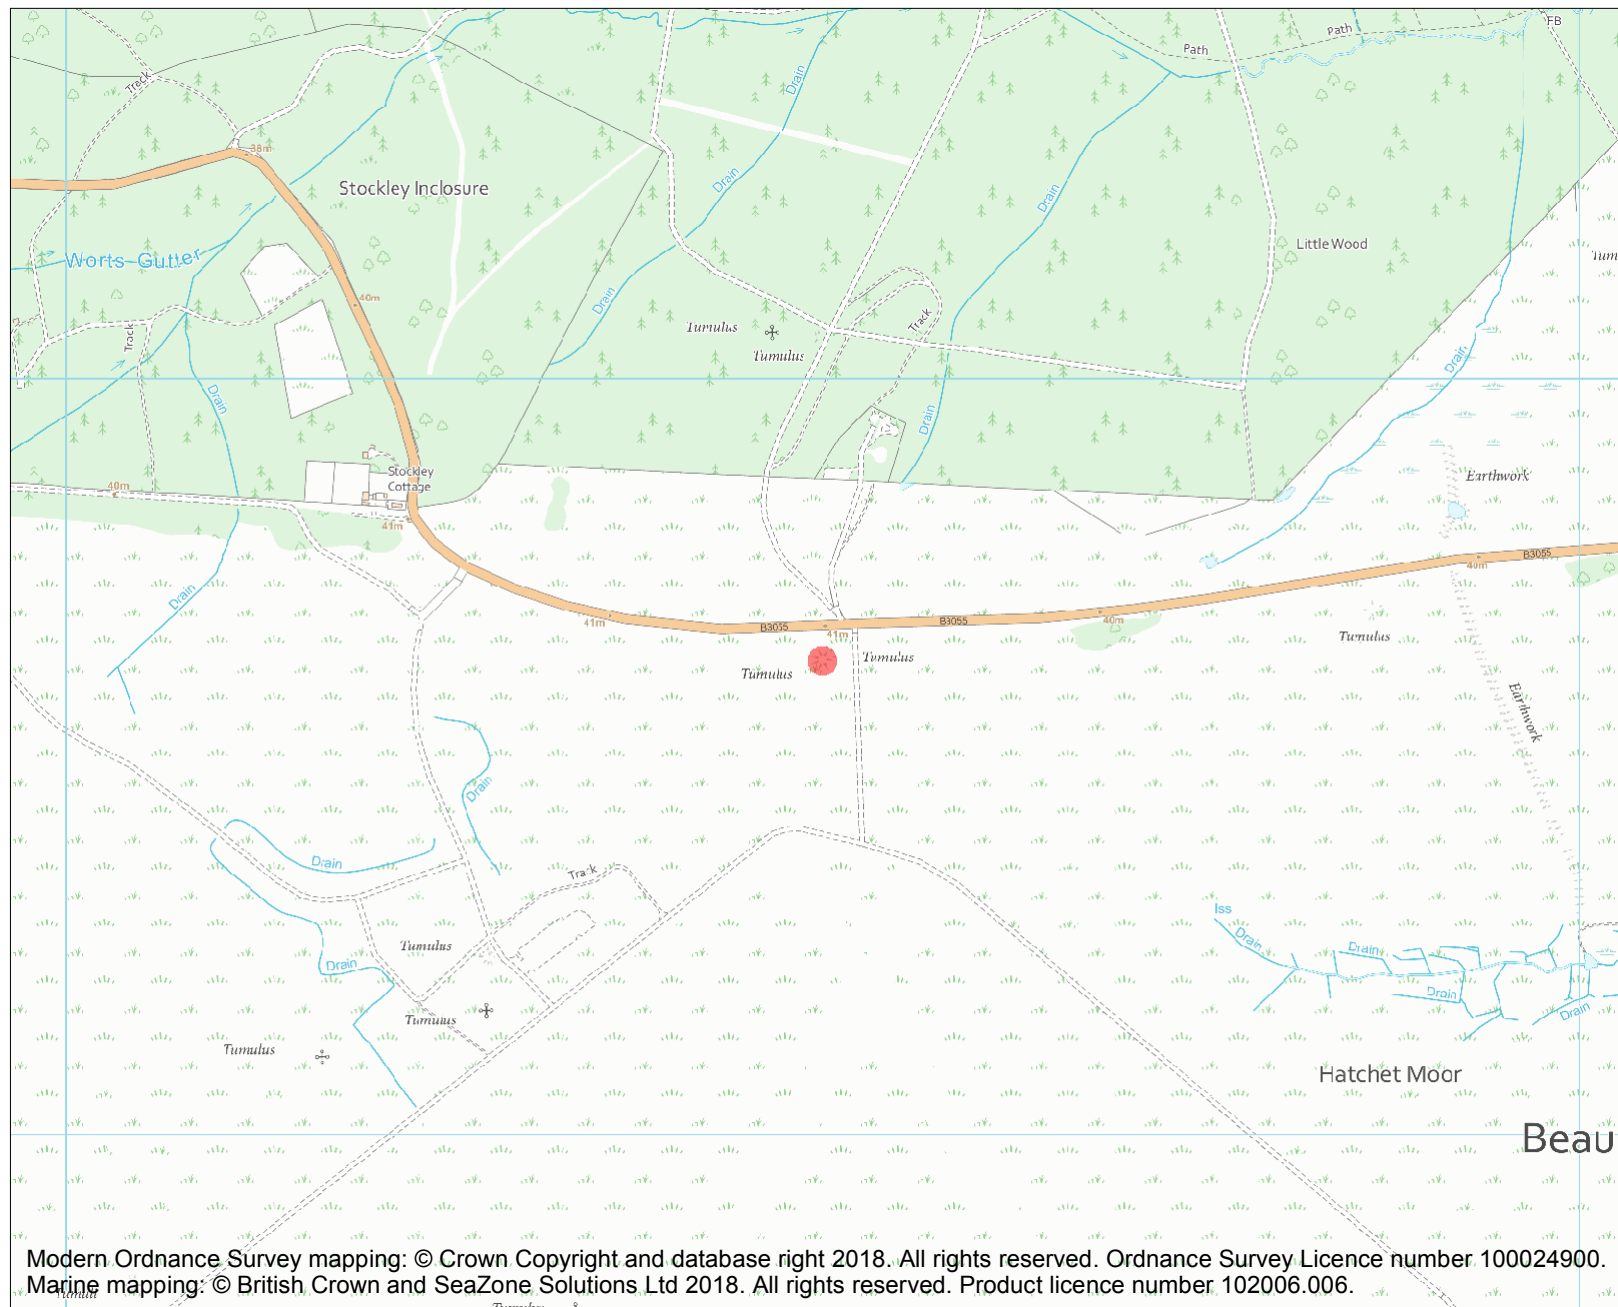 FB
Path
Path
Track
Drain
38m
Stockley Inclosure
Drain
Drain
Little Wood
Worts Gutter
Tum
40m
Drain
Track
Track
Tumulus
Tumulus
Drain
Drain
Drain
Stockley
Cottage
Earthwork
40m
41m
B3055
40m
Drain
41m
B3055
41m
B3055
40m
Tumulus
Tumulus
Tumulus
Earthwork
Drain
Drain
Track
Iss
Drain
Drain
Tumulus
Drain
Drain
Drain
Tumulus
Tumulus
Hatchet Moor
Beau
Modern Ordnance Survey mapping: © Crown Copyright and database right 2018. All rights reserved. Ordnance Survey Licence number 100024900.
Marine mapping: © British Crown and SeaZone Solutions Ltd 2018. All rights reserved. Product licence number 102006.006.